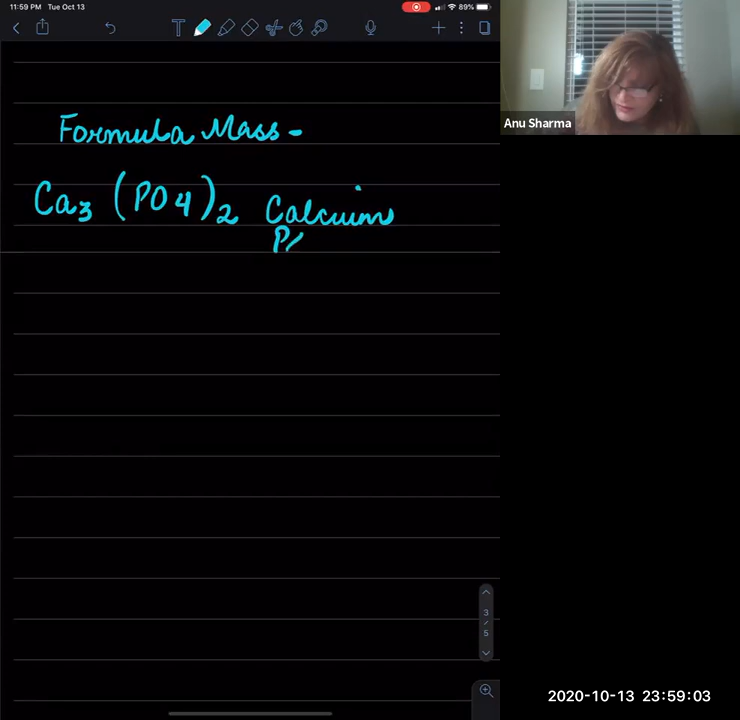 11:59 PM Tue Oct 13
89%
Anu Sharma
Formula Mass -
Ca3 (PO4)2 Calcuim
3
/
5
2020-10-13 23:59:03